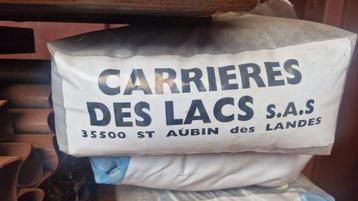 CARRIERES
DES LACS S.A.S
35500 ST AUBIN des LANDES